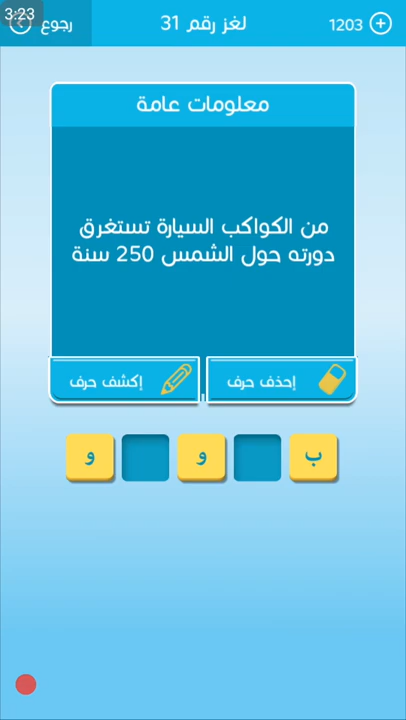 3:23
رجوع
لغز رقم 31
1203
معلومات عامة
من الكواكب السيارة تستغرق
دورته حول الشمس 250 سنة
إحذف حرف
إكشف حرف
ب و و